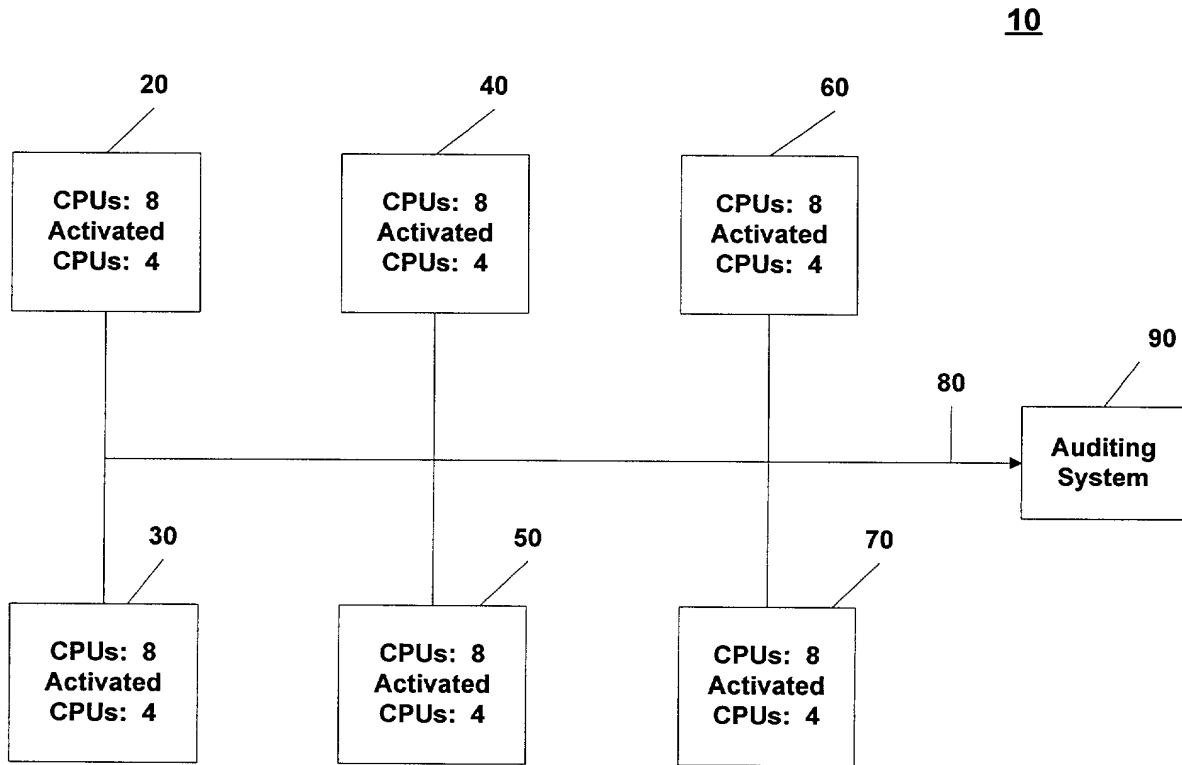 10
20
40
60
CPUs: 8
Activated
CPUs: 4
CPUs: 8
Activated
CPUs: 4
CPUs: 8
Activated
CPUs: 4
90
80
Auditing
System
30
50
70
CPUs: 8
Activated
CPUs: 4
CPUs: 8
Activated
CPUs: 4
CPUs: 8
Activated
CPUs: 4